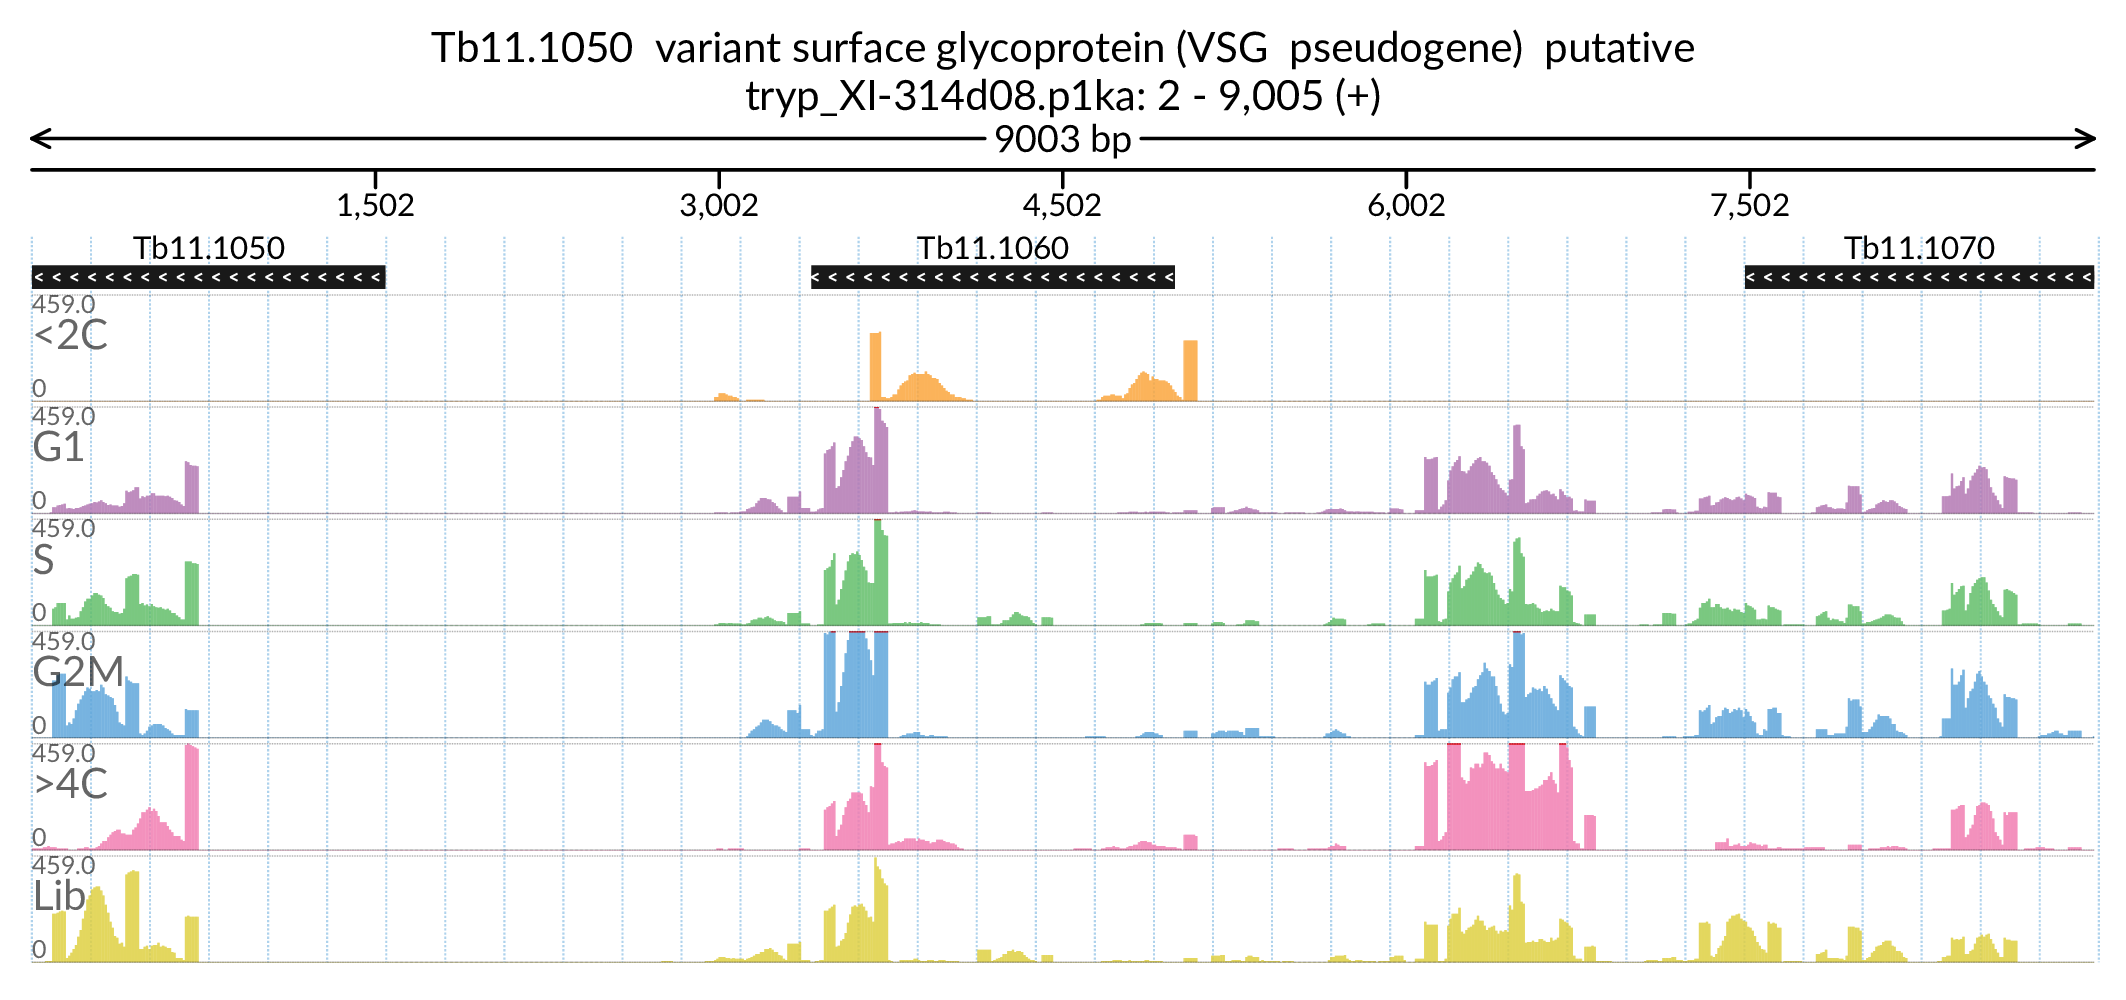 Tb11.1050  variant surface glycoprotein (VSG  pseudogene)  putative
tryp_XI-314d08.p1ka: 2 - 9,005 (+)
9003 bp
1,502 3,002 4,502 6,002 7,502
Tb11.1050 Tb11.1060 Tb11.1070
459.0
<2C
0
459.0
G1
0
459.0
S
0
459.0
G2M
0
459.0
>4C
0
459.0
Lib
0